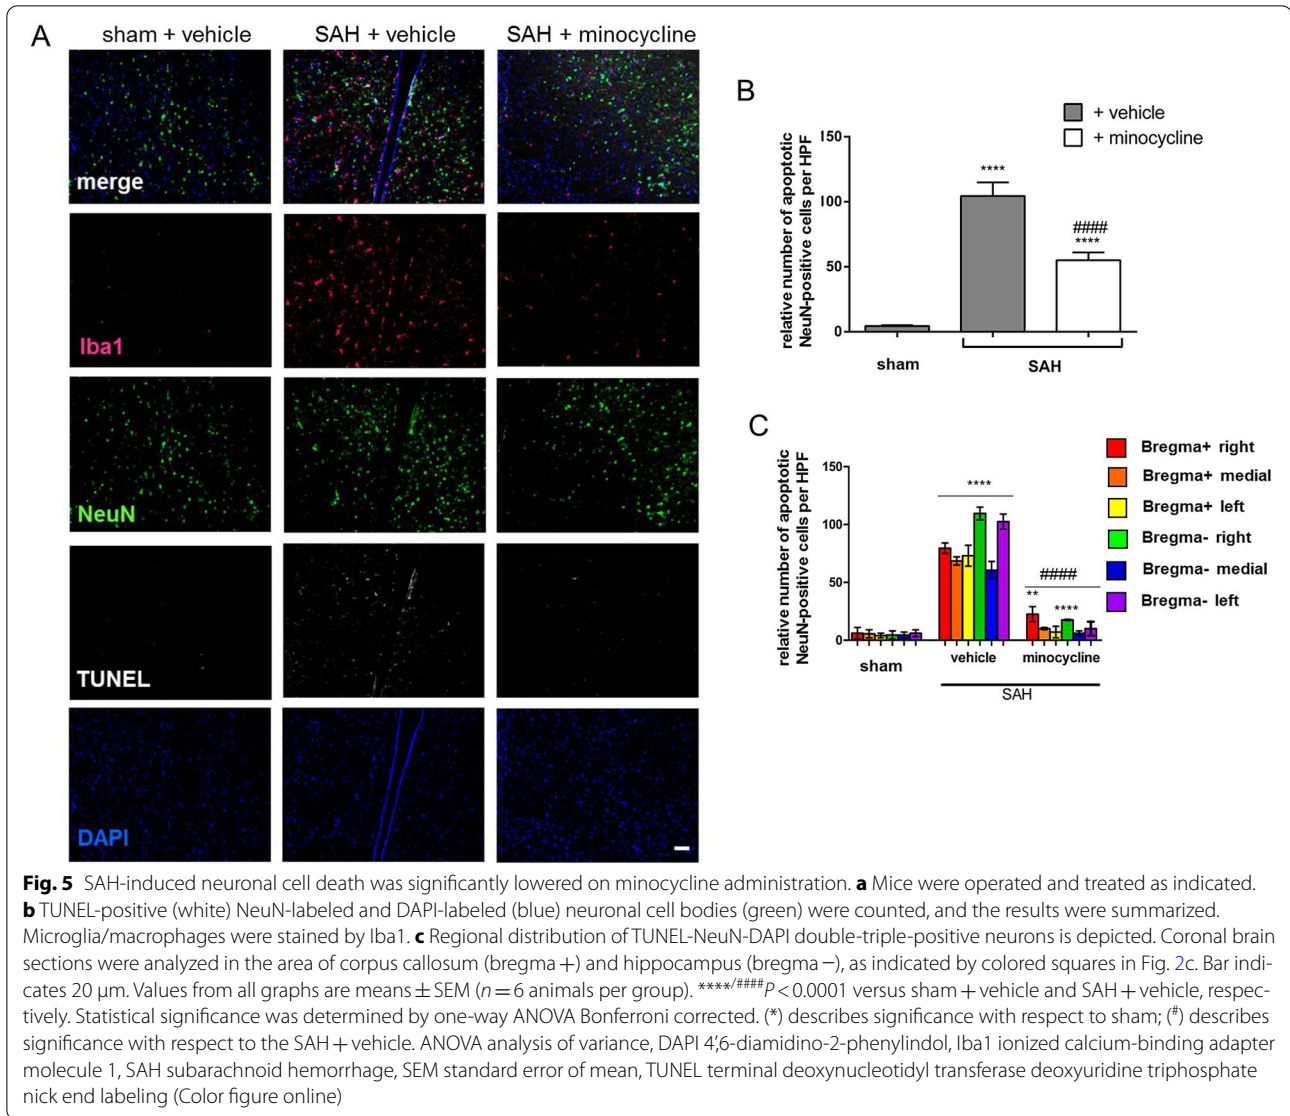 A
sham + vehicle SAH + vehicle SAH + minocycline
merge
Iba1
NeuN
TUNEL
DAPI
B
+ vehicle
+ minocycline
relative number of apoptotic
NeuN-positive cells per HPF
150
100
50
0
****
####
****
sham
SAH
C
relative number of apoptotic
NeuN-positive cells per HPF
150
100
50
0
****
####
**
****
sham
vehicle
minocycline
SAH
Bregma+ right
Bregma+ medial
Bregma+ left
Bregma- right
Bregma- medial
Bregma- left
Fig. 5 SAH-induced neuronal cell death was significantly lowered on minocycline administration. a Mice were operated and treated as indicated.
b TUNEL-positive (white) NeuN-labeled and DAPI-labeled (blue) neuronal cell bodies (green) were counted, and the results were summarized.
Microglia/macrophages were stained by Iba1. c Regional distribution of TUNEL-NeuN-DAPI double-triple-positive neurons is depicted. Coronal brain
sections were analyzed in the area of corpus callosum (bregma +) and hippocampus (bregma −), as indicated by colored squares in Fig. 2c. Bar indi-
cates 20 μm. Values from all graphs are means ± SEM (n = 6 animals per group). ****/####P < 0.0001 versus sham + vehicle and SAH + vehicle, respec-
tively. Statistical significance was determined by one-way ANOVA Bonferroni corrected. (*) describes significance with respect to sham; (#) describes
significance with respect to the SAH + vehicle. ANOVA analysis of variance, DAPI 4′,6-diamidino-2-phenylindol, Iba1 ionized calcium-binding adapter
molecule 1, SAH subarachnoid hemorrhage, SEM standard error of mean, TUNEL terminal deoxynucleotidyl transferase deoxyuridine triphosphate
nick end labeling (Color figure online)